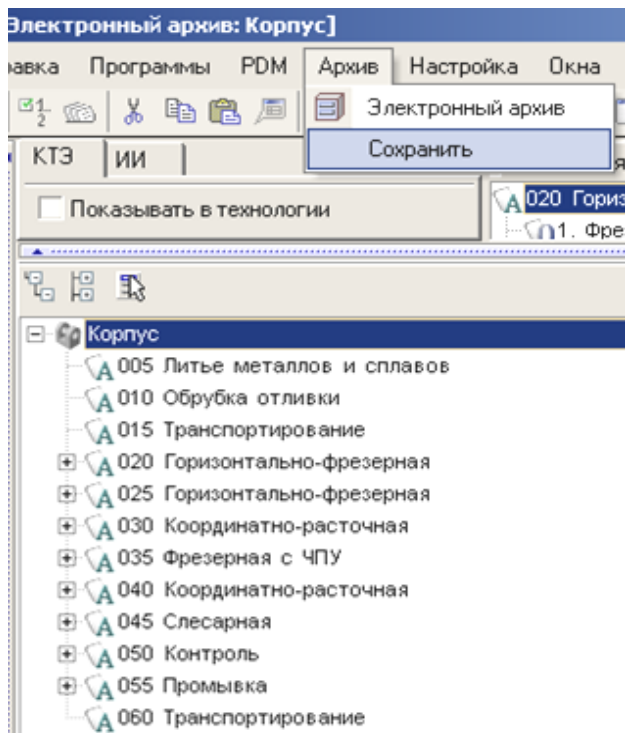 Электронный архив: Корпус]
авка Программы PDM Архив Настройка Окна
Электронный архив
Сохранить
КТЭ ИИ
Показывать в технологии
020 Гориз
1. Фре
Корпус
005 Литье металлов и сплавов
010 Обрубка отливки
015 Транспортирование
020 Горизонтально-фрезерная
025 Горизонтально-фрезерная
030 Координатно-расточная
035 Фрезерная с ЧПУ
040 Координатно-расточная
045 Слесарная
050 Контроль
055 Промывка
060 Транспортирование